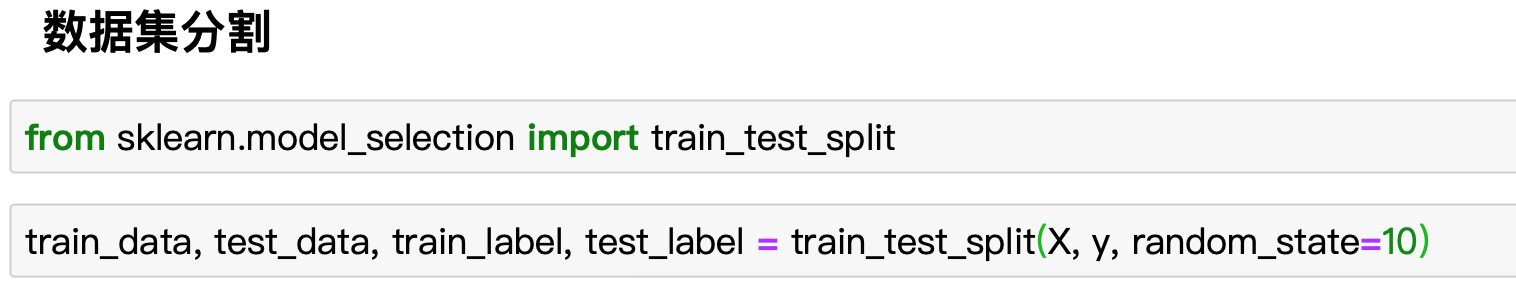 数据集分割
from sklearn.model_selection import train_test_split
train_data, test_data, train_label, test_label = train_test_split(X, y, random_state=10)